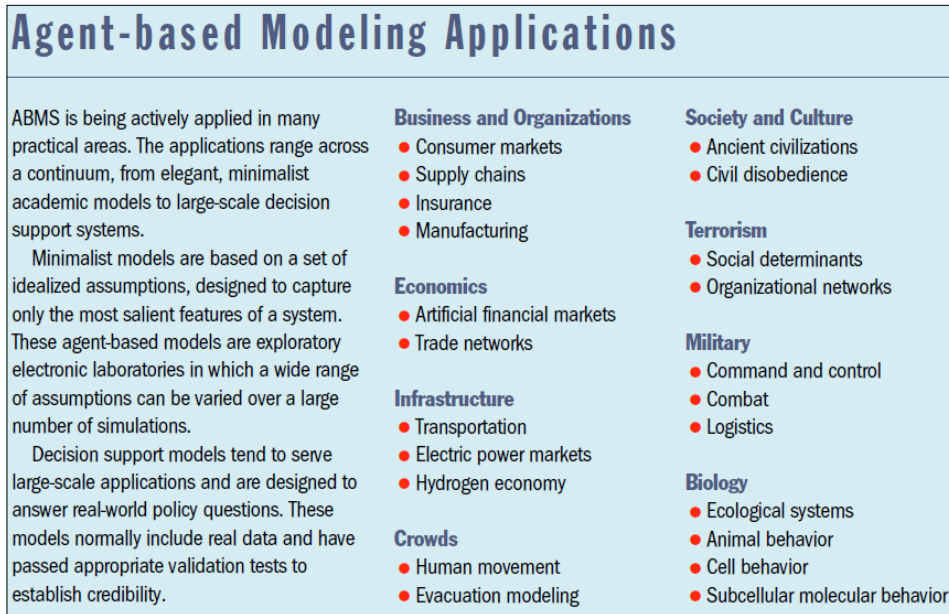 Agent-based Modeling Applications
ABMS is being actively applied in many
practical areas. The applications range across
a continuum, from elegant, minimalist
academic models to large-scale decision
support systems.
Minimalist models are based on a set of
idealized assumptions, designed to capture
only the most salient features of a system.
These agent-based models are exploratory
electronic laboratories in which a wide range
of assumptions can be varied over a large
number of simulations.
Decision support models tend to serve
large-scale applications and are designed to
answer real-world policy questions. These
models normally include real data and have
passed appropriate validation tests to
establish credibility.
Business and Organizations
● Consumer markets
● Supply chains
● Insurance
● Manufacturing
Economics
● Artificial financial markets
● Trade networks
Infrastructure
● Transportation
● Electric power markets
● Hydrogen economy
Crowds
● Human movement
● Evacuation modeling
Society and Culture
● Ancient civilizations
● Civil disobedience
Terrorism
● Social determinants
● Organizational networks
Military
● Command and control
● Combat
● Logistics
Biology
● Ecological systems
● Animal behavior
● Cell behavior
● Subcellular molecular behavior